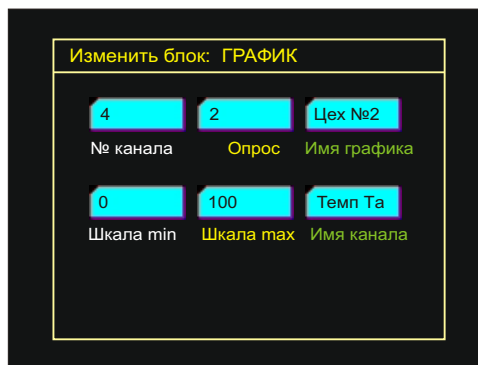 Изменить блок: ГРАФИК
4 2 Цех №2
№ канала Опрос Имя графика
0 100 Темп Та
Шкала min Шкала max Имя канала